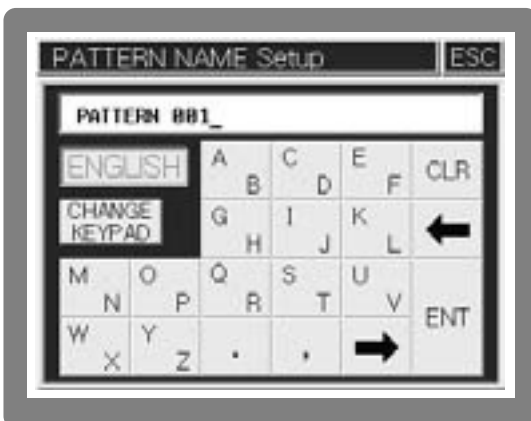 PATTERN NAME Setup ESC
PATTERN 001_
ENGLISH A B C D E F CLR
CHANGE
KEYPAD G H I J K L
M N O P Q R S T U V ENT
W X Y Z . ,